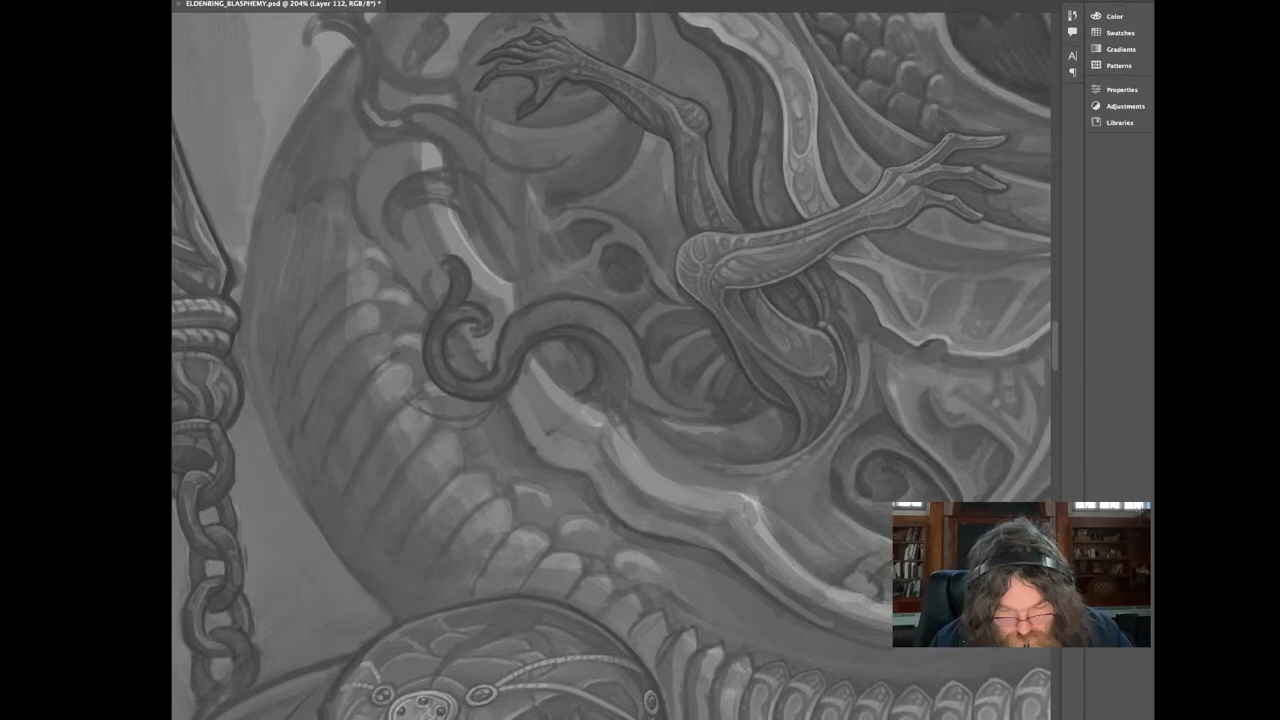 × ELDENRING_BLASPHEMY.psd @ 204% (Layer 112, RGB/8*) *
Color
Swatches
Gradients
Patterns
Properties
Adjustments
Libraries